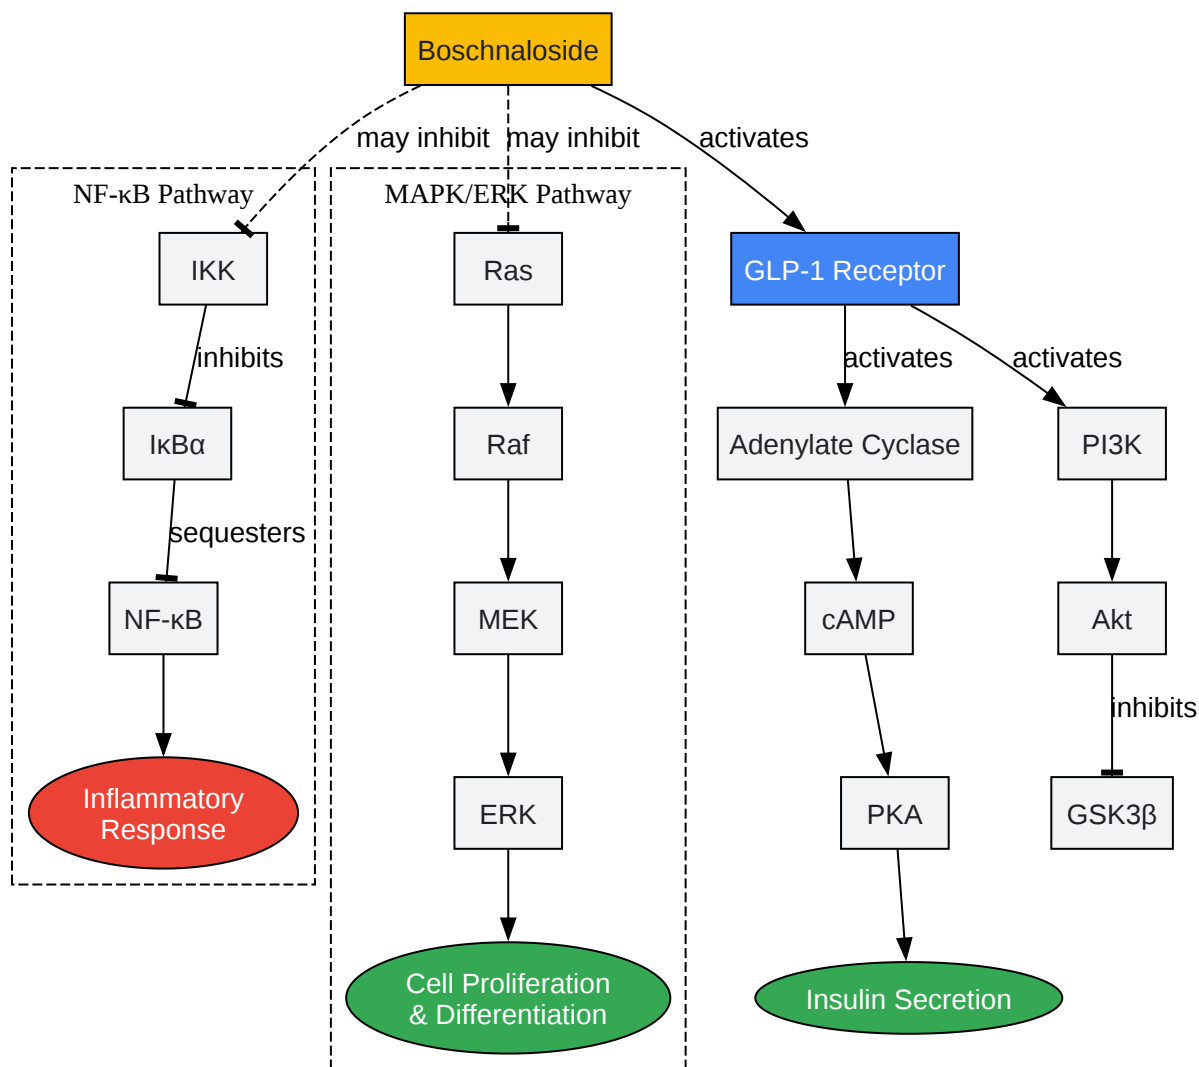 Boschnaloside
may inhibit
may inhibit
activates
NF-κB Pathway
MAPK/ERK Pathway
IKK
Ras
GLP-1 Receptor
inhibits
activates
activates
IκBα
Raf
Adenylate Cyclase
PI3K
sequesters
NF-κB
MEK
cAMP
Akt
inhibits
Inflammatory
Response
ERK
PKA
GSK3β
Cell Proliferation
& Differentiation
Insulin Secretion